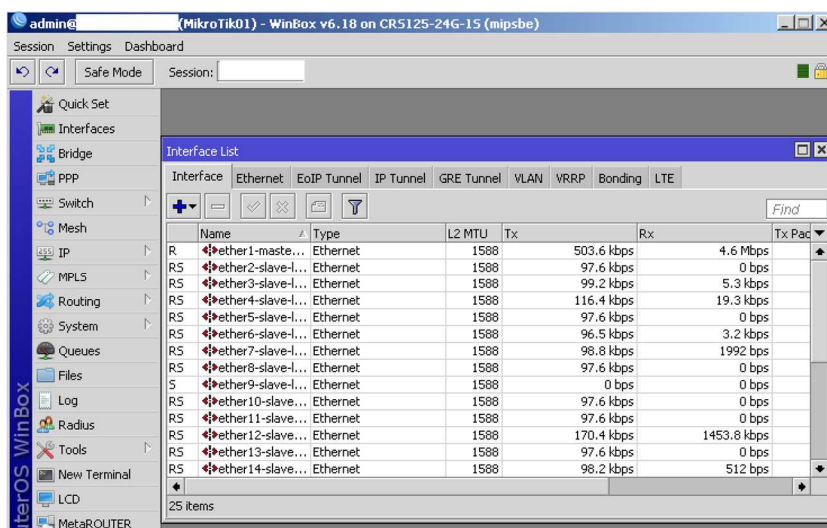 admin@ (MikroTik01) - WinBox v6.18 on CRS125-24G-1S (mipsbe)
Session Settings Dashboard
Safe Mode Session:
Quick Set
Interfaces
Bridge
PPP
Switch
Mesh
IP
MPLS
Routing
System
Queues
Files
Log
Radius
Tools
New Terminal
LCD
MetaROUTER
uterOS WinBox
Interface List
Interface Ethernet EoIP Tunnel IP Tunnel GRE Tunnel VLAN VRRP Bonding LTE
Find
Name Type L2 MTU Tx Rx Tx Pac
R ether1-maste... Ethernet 1588 503.6 kbps 4.6 Mbps
RS ether2-slave-l... Ethernet 1588 97.6 kbps 0 bps
RS ether3-slave-l... Ethernet 1588 99.2 kbps 5.3 kbps
RS ether4-slave-l... Ethernet 1588 116.4 kbps 19.3 kbps
RS ether5-slave-l... Ethernet 1588 97.6 kbps 0 bps
RS ether6-slave-l... Ethernet 1588 96.5 kbps 3.2 kbps
RS ether7-slave-l... Ethernet 1588 98.8 kbps 1992 bps
RS ether8-slave-l... Ethernet 1588 97.6 kbps 0 bps
S ether9-slave-l... Ethernet 1588 0 bps 0 bps
RS ether10-slave... Ethernet 1588 97.6 kbps 0 bps
RS ether11-slave... Ethernet 1588 97.6 kbps 0 bps
RS ether12-slave... Ethernet 1588 170.4 kbps 1453.8 kbps
RS ether13-slave... Ethernet 1588 97.6 kbps 0 bps
RS ether14-slave... Ethernet 1588 98.2 kbps 512 bps
25 items